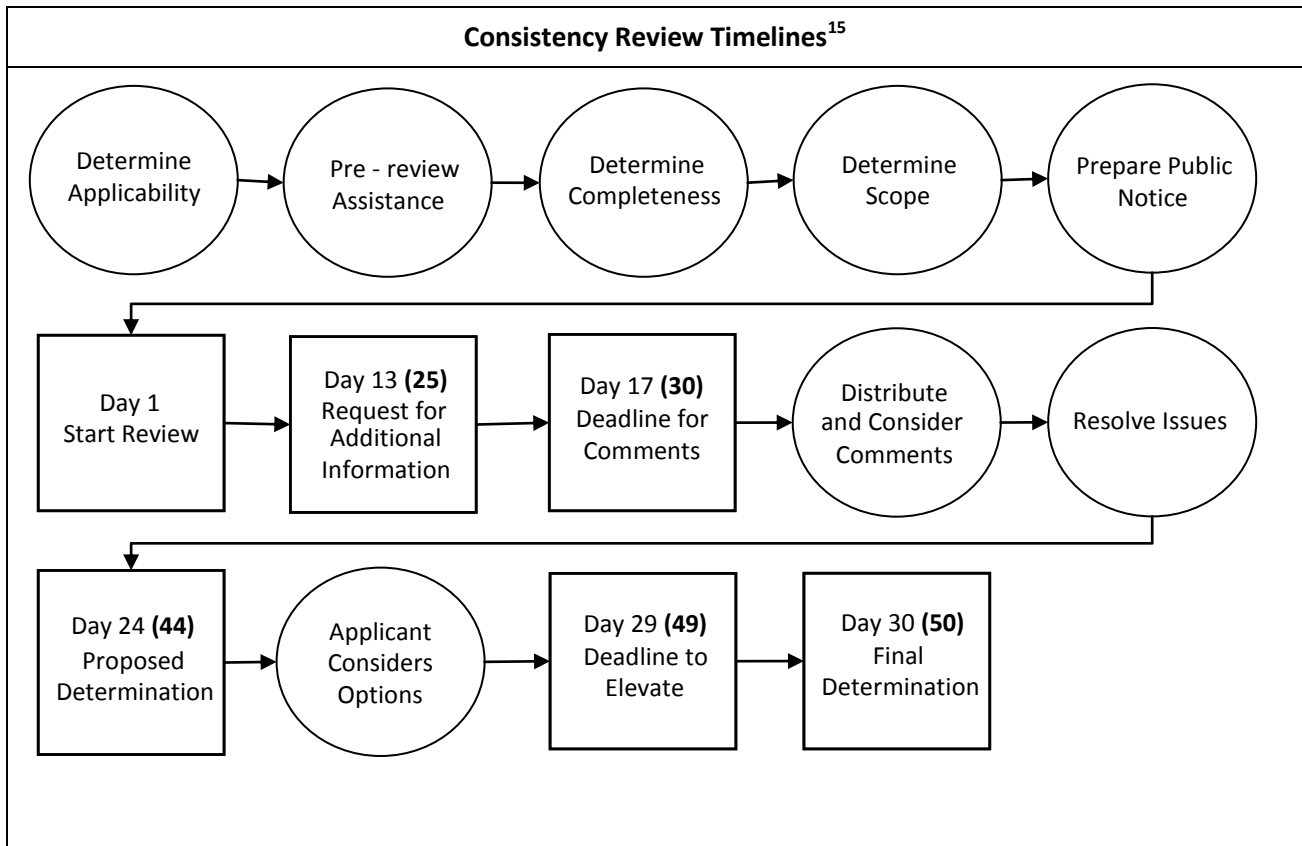 Consistency Review Timelines15
Determine
Applicability
Pre - review
Assistance
Determine
Completeness
Determine
Scope
Prepare Public
Notice
Day 1
Start Review
Day 13 (25)
Request for
Additional
Information
Day 17 (30)
Deadline for
Comments
Distribute
and Consider
Comments
Resolve Issues
Day 24 (44)
Proposed
Determination
Applicant
Considers
Options
Day 29 (49)
Deadline to
Elevate
Day 30 (50)
Final
Determination